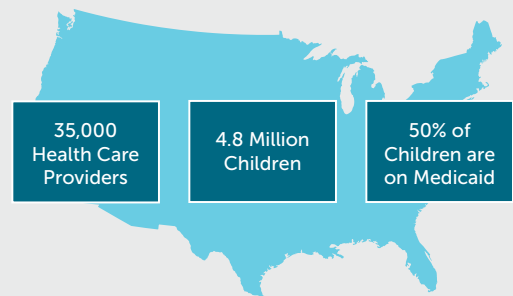 35,000
Health Care
Providers
4.8 Million
Children
50% of
Children are
on Medicaid